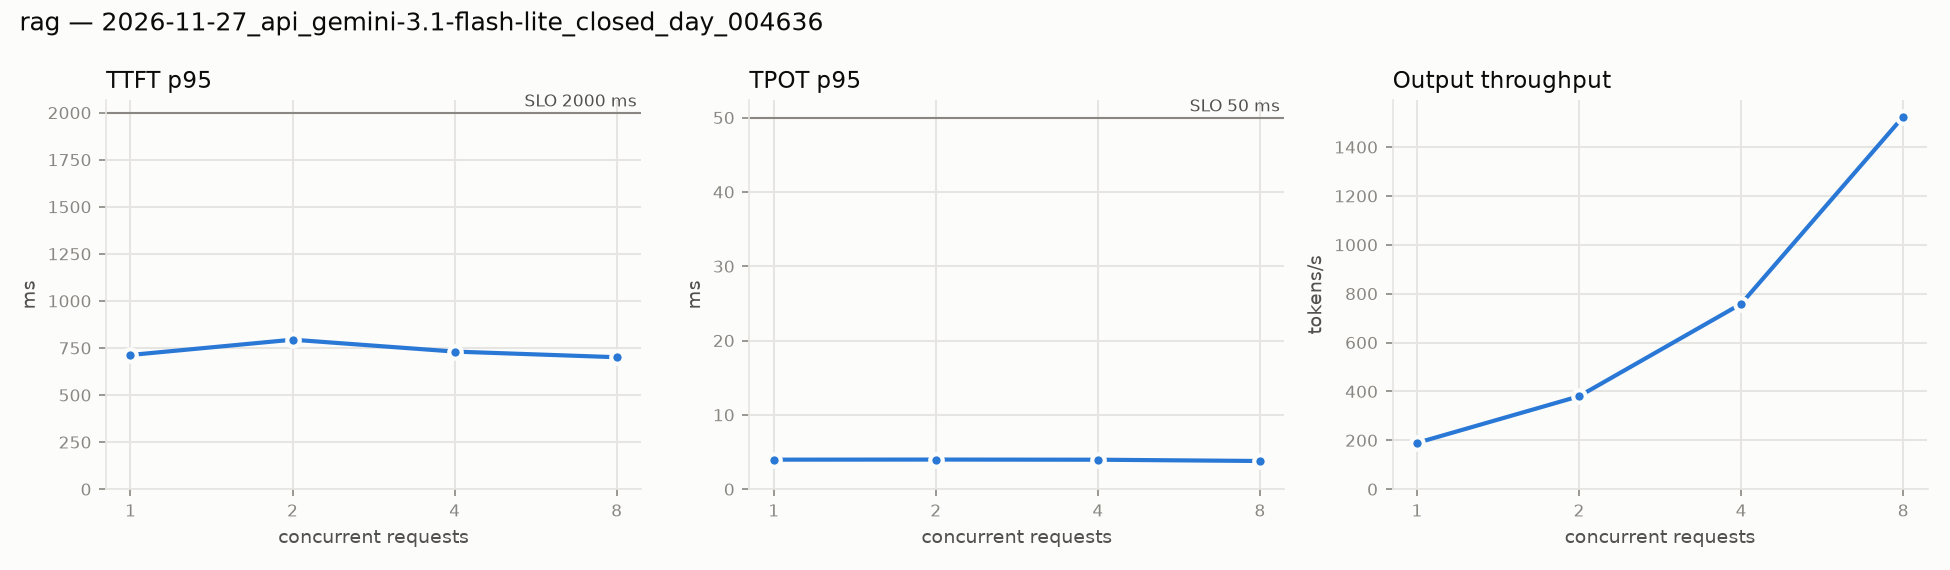 rag — 2026-11-27_api_gemini-3.1-flash-lite_closed_day_004636
TTFT p95
SLO 2000 ms
2000
1750
1500
1250
1000
750
500
250
0
ms
1 2 4 8
concurrent requests
TPOT p95
SLO 50 ms
50
40
30
20
10
0
ms
1 2 4 8
concurrent requests
Output throughput
1400
1200
1000
800
600
400
200
0
tokens/s
1 2 4 8
concurrent requests